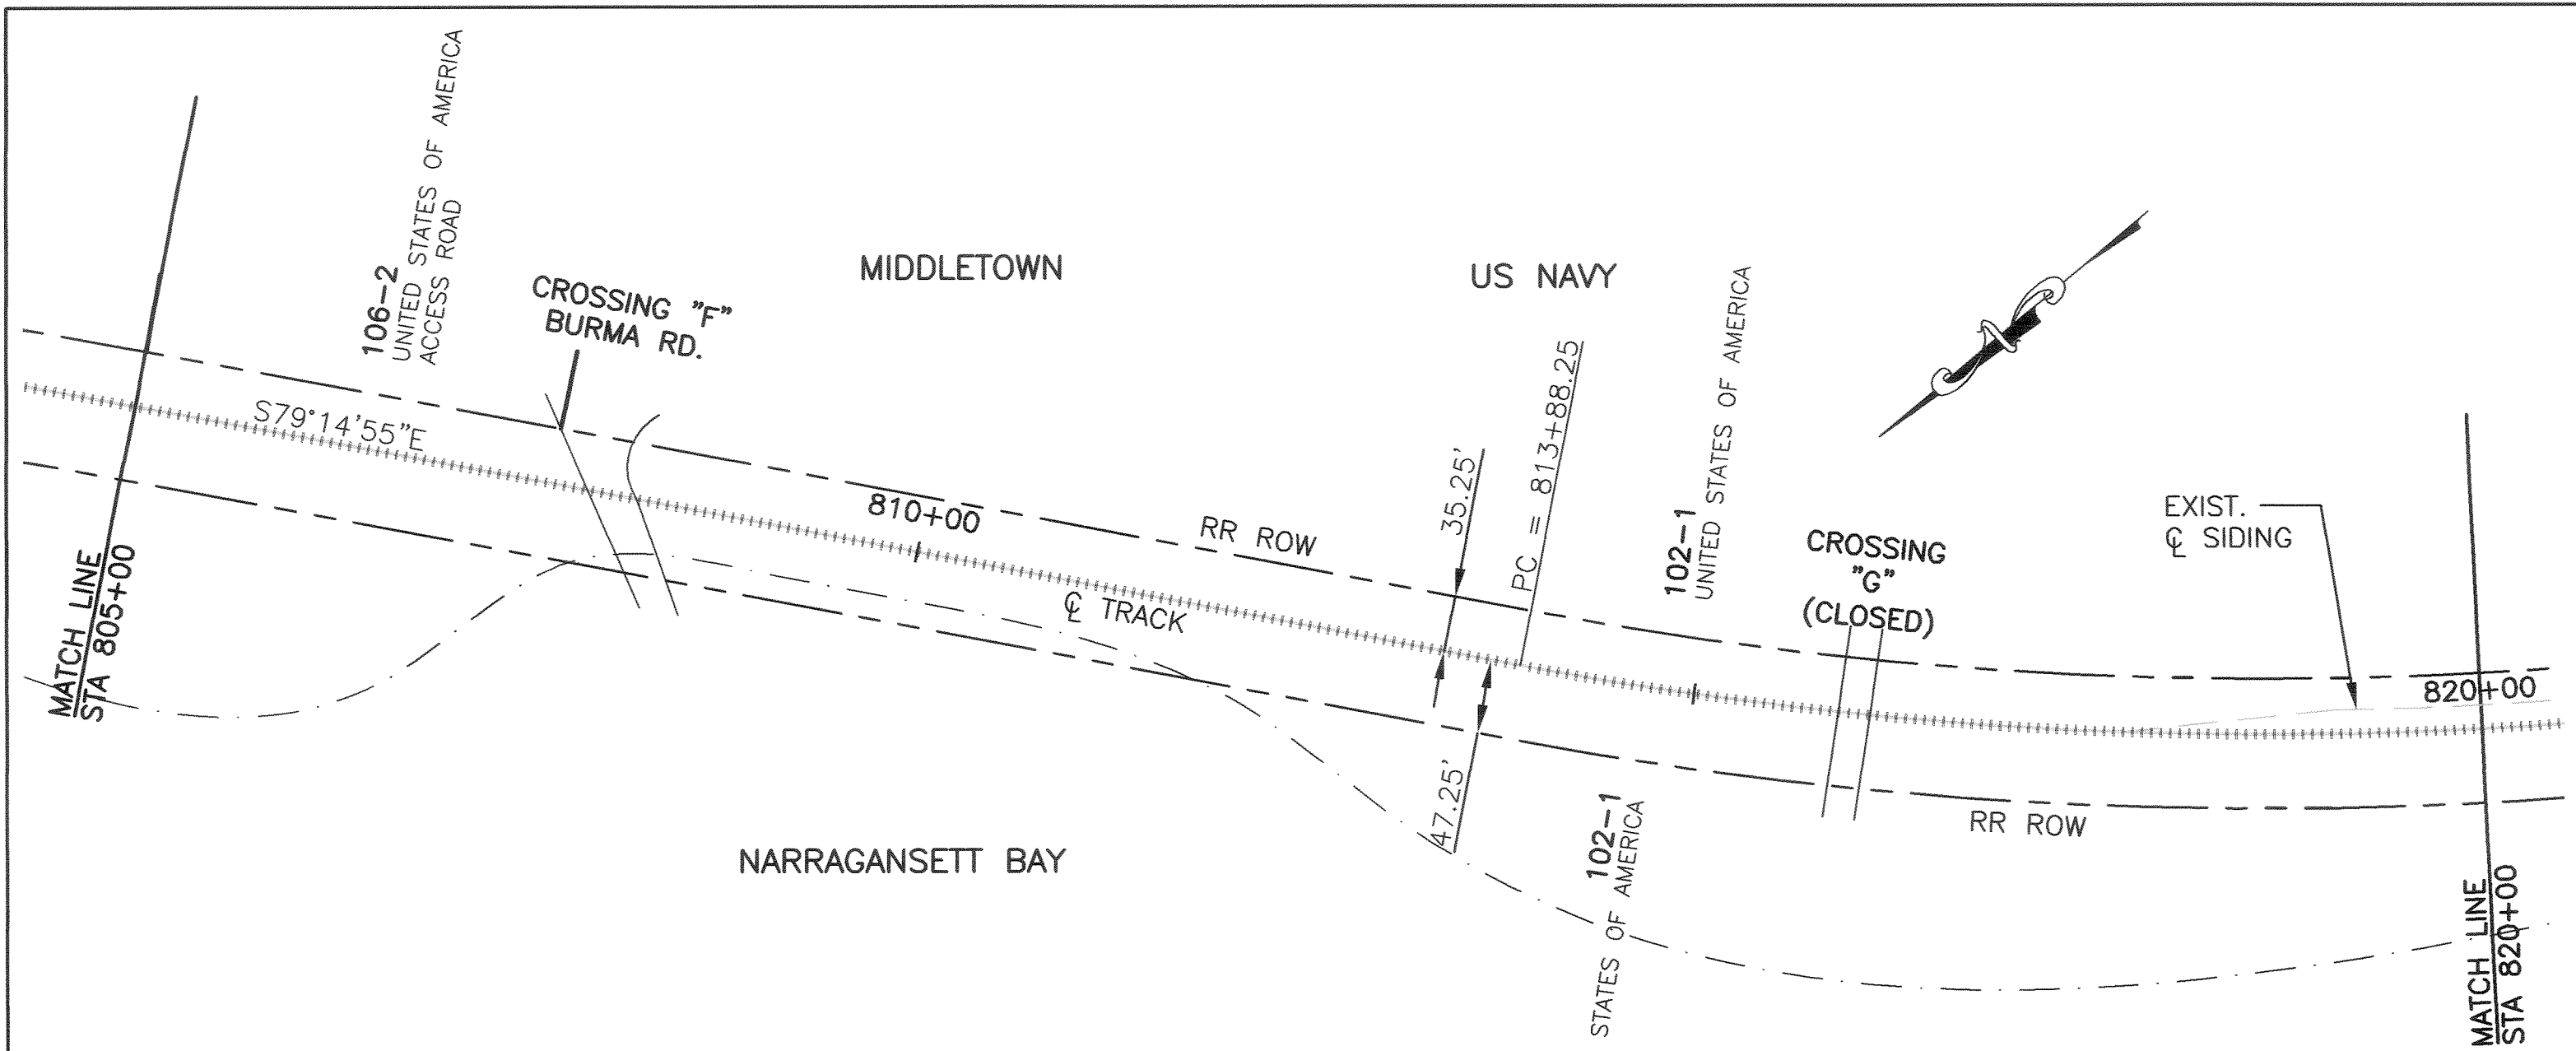 106-2
UNITED STATES OF AMERICA
ACCESS ROAD
CROSSING "F"
BURMA RD.
MIDDLETOWN
US NAVY
S79°14'55"E
810+00
RR ROW
℄ TRACK
35.25'
PC = 813+88.25
102-1
UNITED STATES OF AMERICA
CROSSING
"G"
(CLOSED)
EXIST.
℄ SIDING
820+00
MATCH LINE
STA 805+00
47.25'
RR ROW
NARRAGANSETT BAY
102-1
STATES OF AMERICA
MATCH LINE
STA 820+00